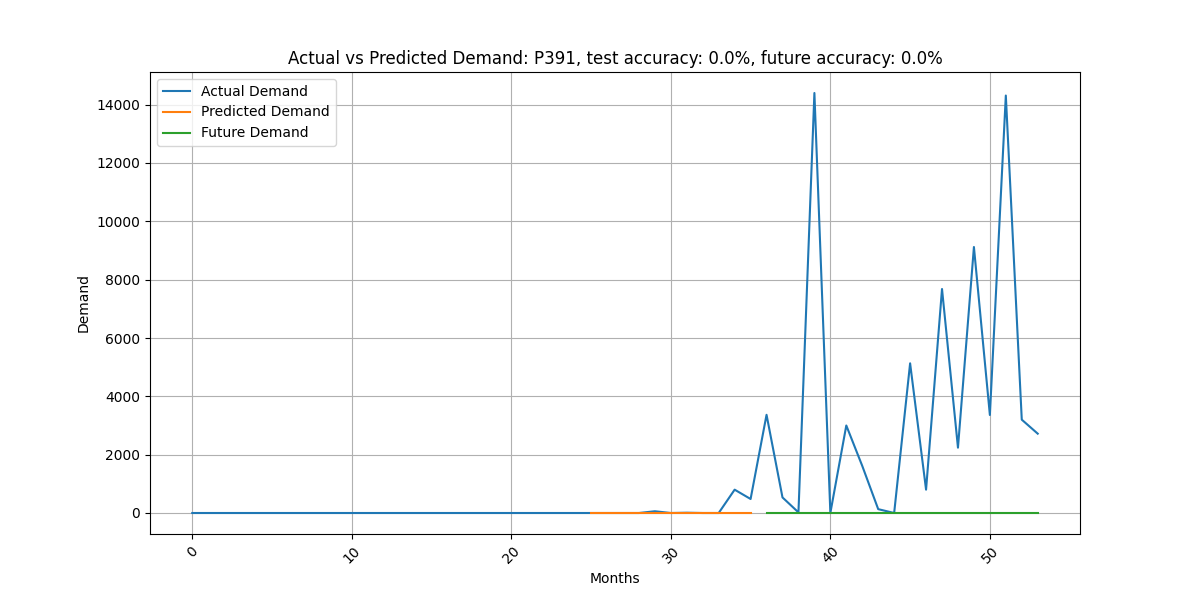 Actual vs Predicted Demand: P391, test accuracy: 0.0%, future accuracy: 0.0%
Actual Demand
Predicted Demand
Future Demand
14000
12000
10000
8000
6000
4000
2000
0
Demand
0
10
20
30
40
50
Months